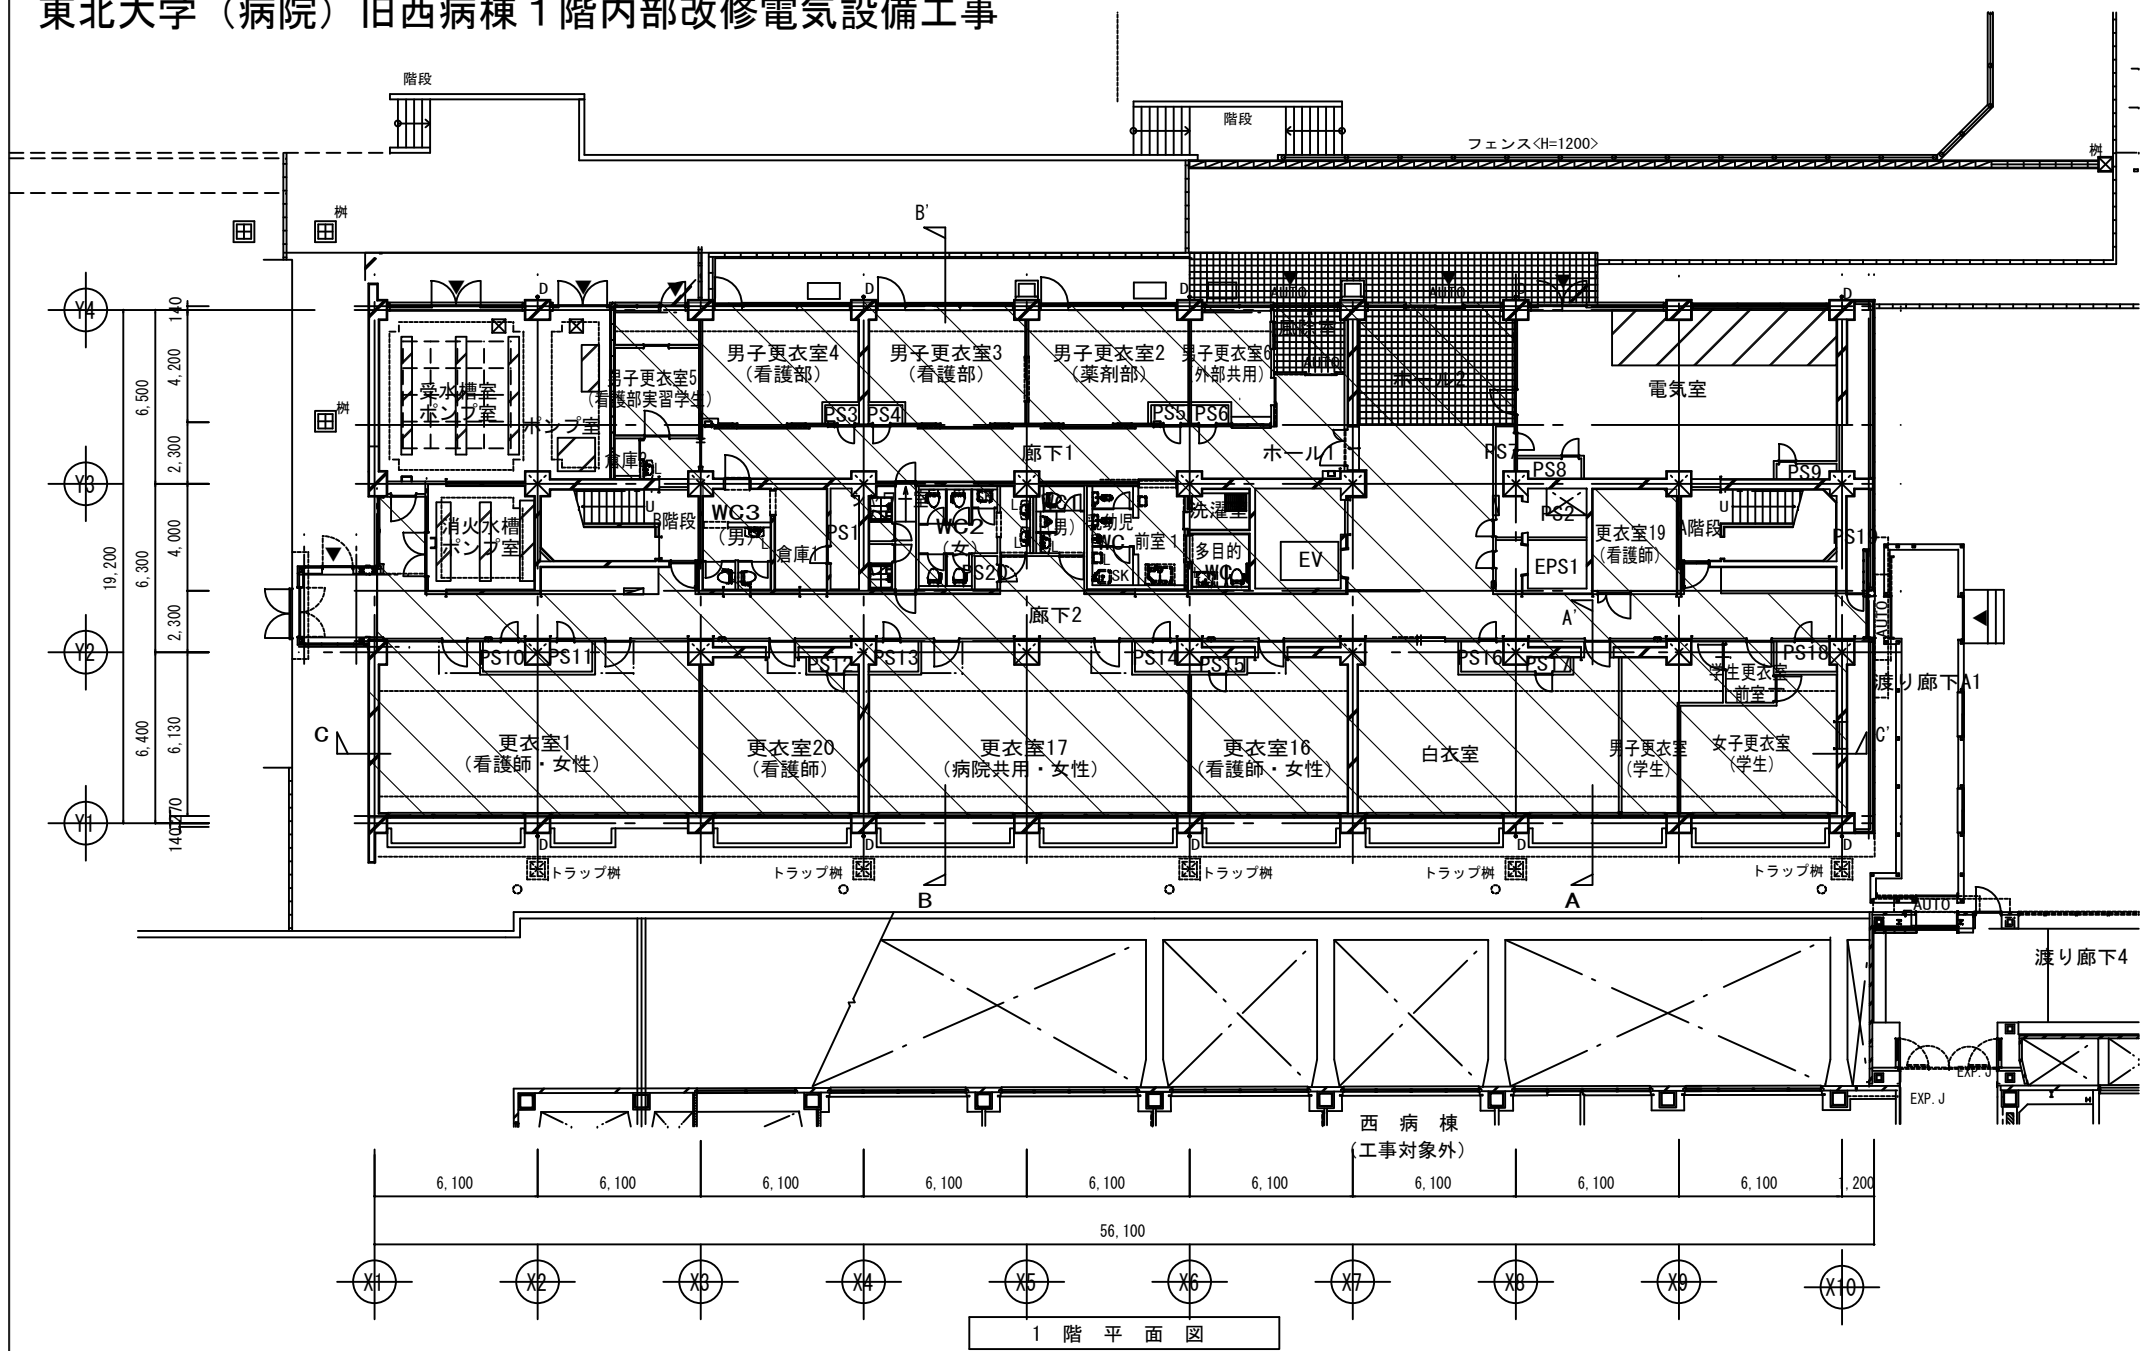 東北大学（病院）旧西病棟１階内部改修電気設備工事
階段
階段
フェンス<H=1200>
桝
桝
B'
D
D
D
D
D
AUTO
AUTO
Y4
140
男子更衣室4
（看護部）
男子更衣室3
（看護部）
男子更衣室2
（薬剤部）
男子更衣室6
（外部共用）
風除室
AUTO
ホール2
電気室
受水槽室
ポンプ室
ポンプ室
男子更衣室5
（看護部実習学生）
4,200
6,500
桝
PS3
PS4
PS5
PS6
2,300
倉庫2
廊下1
ホール1
PS7
PS8
PS9
Y3
消火水槽
ポンプ室
U
B階段
WC3
（男）
倉庫1
PS1
WC2
（女）
PS20
乳幼児
WC
前室1
SK
洗濯室
多目的
WC
EV
PS2
EPS1
更衣室19
（看護師）
A階段
U
PS19
19,200
6,300
4,000
2,300
廊下2
A'
AUTO
Y2
PS10
PS11
PS12
PS13
PS14
PS15
PS16
PS17
PS18
学生更衣室
前室
渡り廊下A1
6,400
6,130
C
更衣室1
（看護師・女性）
更衣室20
（看護師）
更衣室17
（病院共用・女性）
更衣室16
（看護師・女性）
白衣室
男子更衣室
（学生）
女子更衣室
（学生）
C'
Y1
270
140
D
D
D
D
D
トラップ桝
トラップ桝
トラップ桝
トラップ桝
トラップ桝
B
A
AUTO
渡り廊下4
EXP.J
EXP.J
西病棟
（工事対象外）
6,100
6,100
6,100
6,100
6,100
6,100
6,100
6,100
6,100
1,200
56,100
X1
X2
X3
X4
X5
X6
X7
X8
X9
X10
1階平面図